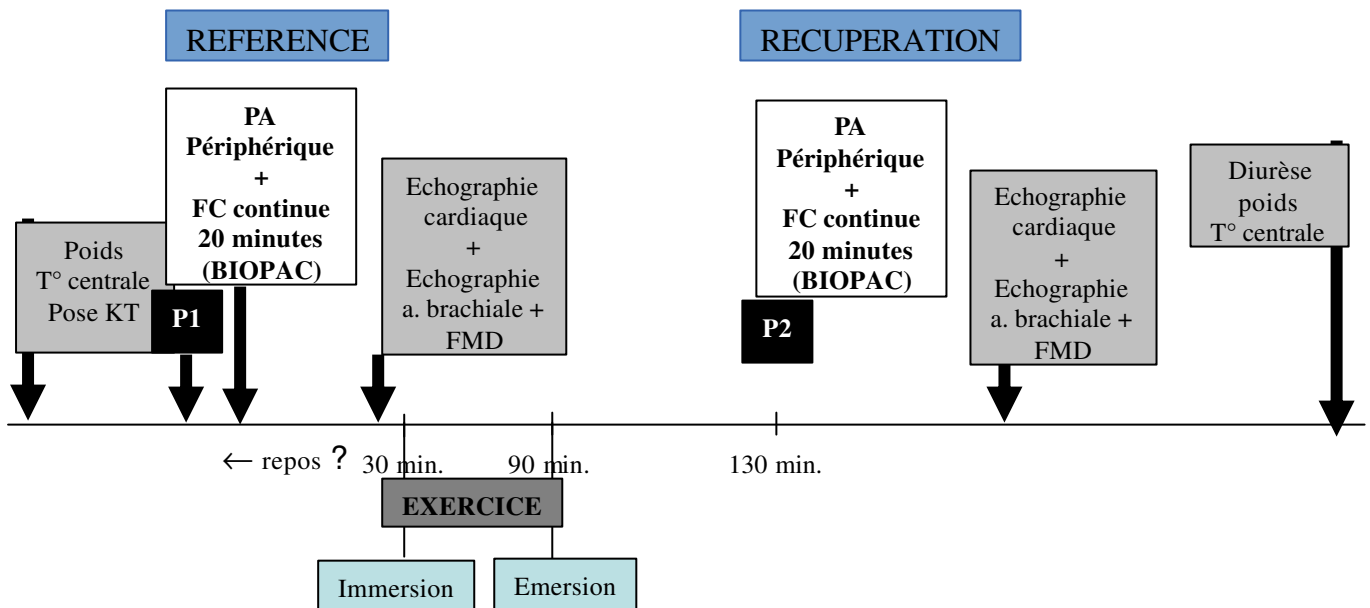 REFERENCE
RECUPERATION
PA
Périphérique
+
FC continue
20 minutes
(BIOPAC)
PA
Périphérique
+
FC continue
20 minutes
(BIOPAC)
Poids
T° centrale
Pose KT
P1
Echographie
cardiaque
+
Echographie
a. brachiale +
FMD
P2
Echographie
cardiaque
+
Echographie
a. brachiale +
FMD
Diurèse
poids
T° centrale
← repos ? 30 min. 90 min. 130 min.
EXERCICE
Immersion
Emersion